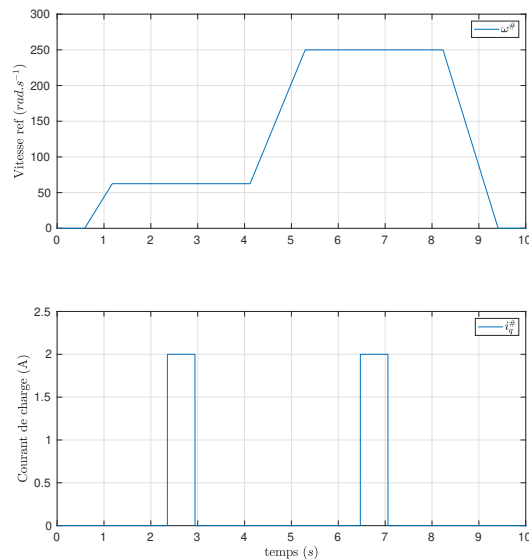 300
250
200
150
100
50
0
Vitesse ref (rad.s⁻¹)
ω^#
0 1 2 3 4 5 6 7 8 9 10
2.5
2
1.5
1
0.5
0
Courant de charge (A)
i_q^#
0 1 2 3 4 5 6 7 8 9 10
temps (s)